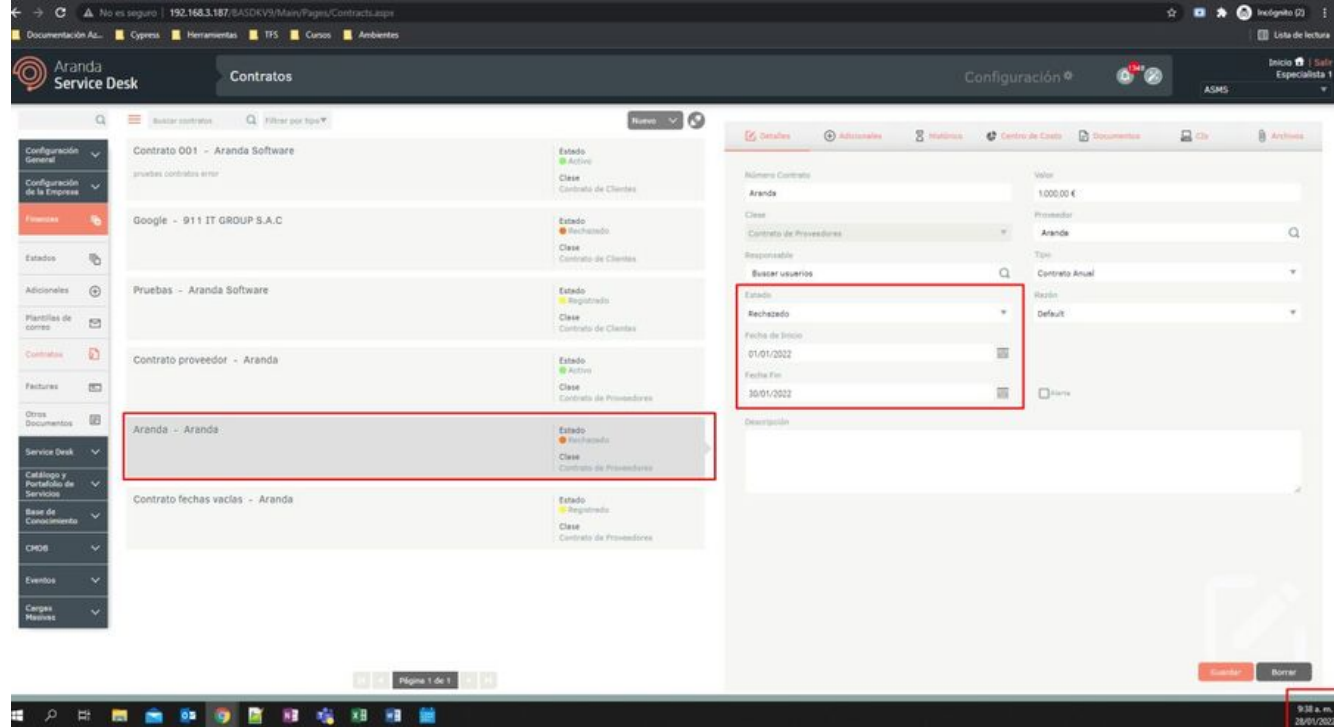 No es seguro | 192.168.3.187/BASDKV9/Main/Pages/Contracts.aspx
Incógnito (2)
Documentación Az...
Cypress
Herramientas
TFS
Cursos
Ambientes
Lista de lectura
Aranda
Service Desk
Contratos
Configuración
Inicio | Salir
Especialista 1
ASMS
Buscar contratos
Filtrar por tipo
Nuevo
Configuración
General
Configuración
de la Empresa
Finanzas
Estados
Adicionales
Plantillas de
correo
Contratos
Facturas
Otros
Documentos
Service Desk
Catálogo y
Portafolio de
Servicios
Base de
Conocimiento
CMDB
Eventos
Cargas
Masivas
Contrato 001 - Aranda Software
pruebas contratos error
Estado
Activo
Clase
Contrato de Clientes
Google - 911 IT GROUP S.A.C
Estado
Rechazado
Clase
Contrato de Clientes
Pruebas - Aranda Software
Estado
Registrado
Clase
Contrato de Clientes
Contrato proveedor - Aranda
Estado
Activo
Clase
Contrato de Proveedores
Aranda - Aranda
Estado
Rechazado
Clase
Contrato de Proveedores
Contrato fechas vacías - Aranda
Estado
Registrado
Clase
Contrato de Proveedores
Página 1 de 1
Detalles
Adicionales
Histórico
Centro de Costo
Documentos
CIs
Archivos
Número Contrato
Aranda
Valor
1.000,00 €
Clase
Contrato de Proveedores
Proveedor
Aranda
Responsable
Buscar usuarios
Tipo
Contrato Anual
Estado
Rechazado
Razón
Default
Fecha de Inicio
01/01/2022
Fecha Fin
30/01/2022
Alerta
Descripción
Guardar
Borrar
9:38 a. m.
28/01/2022